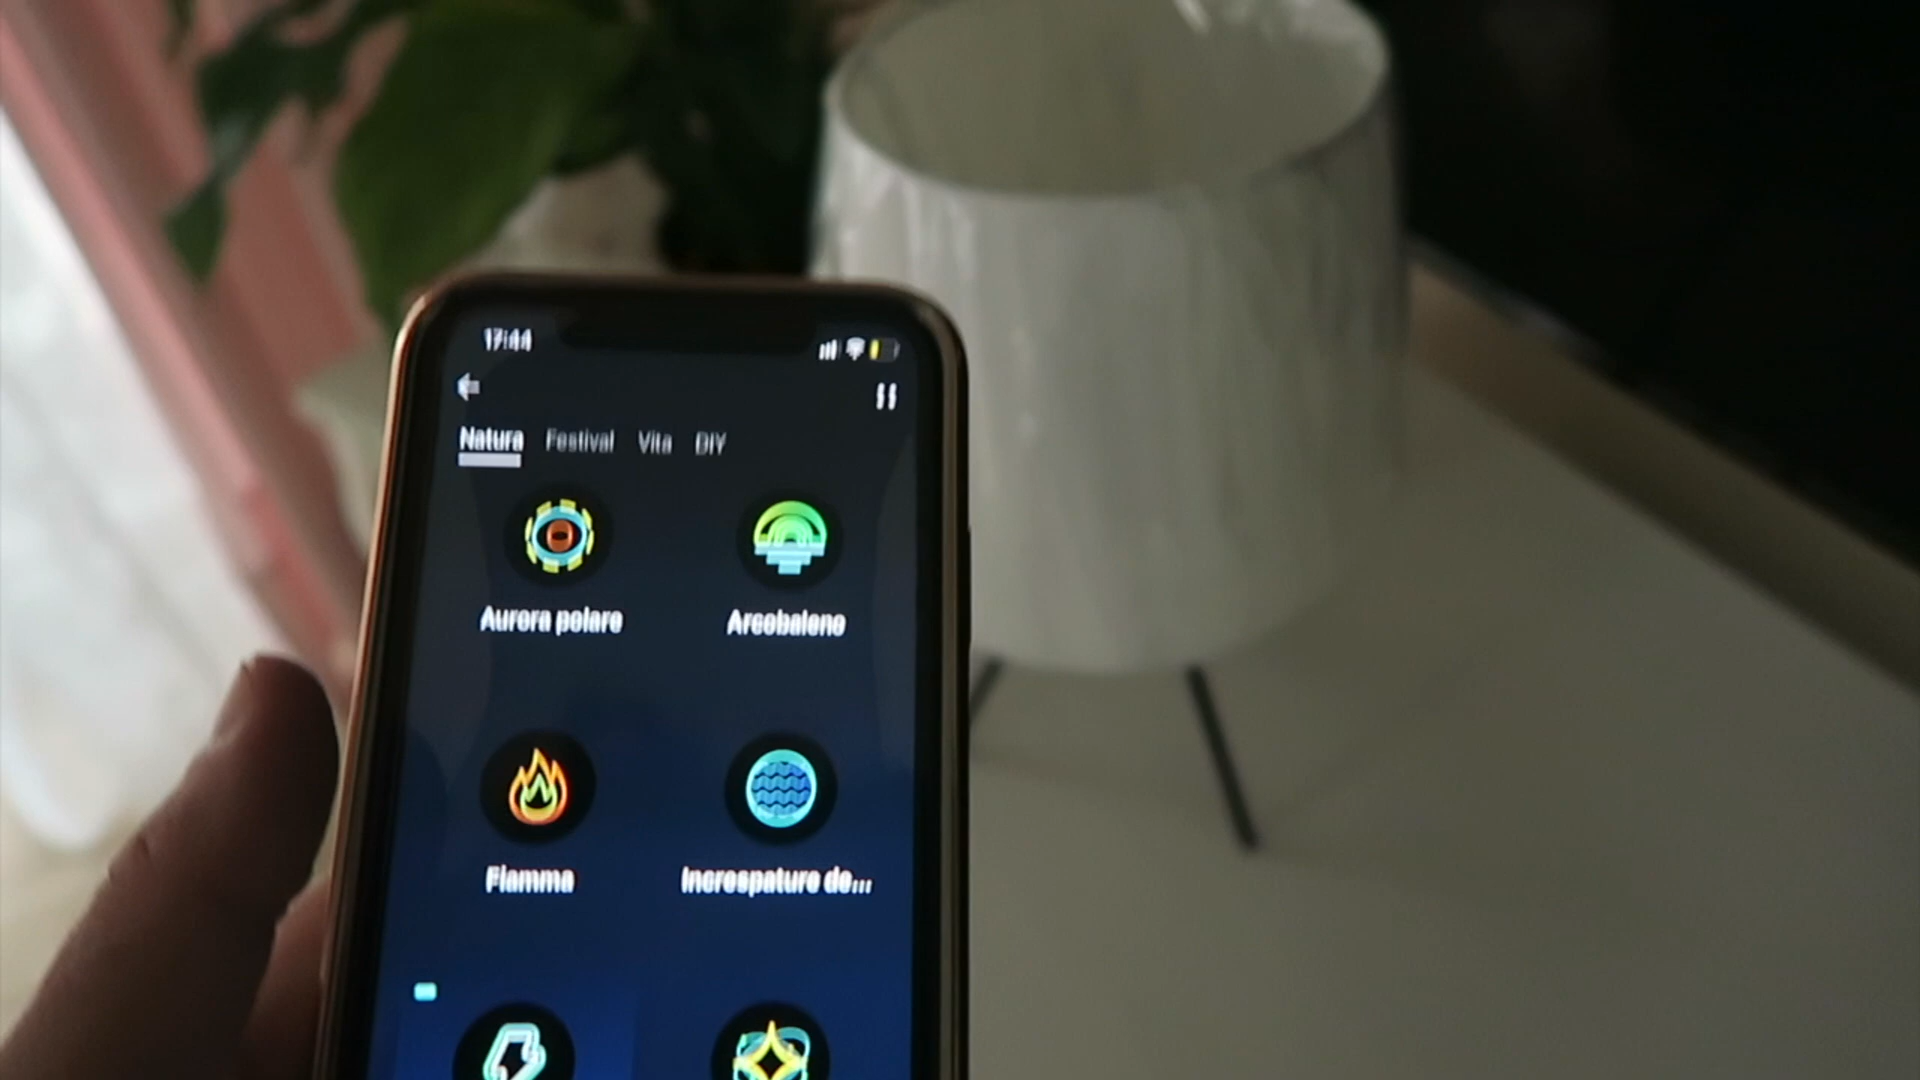 17:44
Natura Festival Vita DIY
Aurora polare Arcobaleno
Fiamma Increspature de...